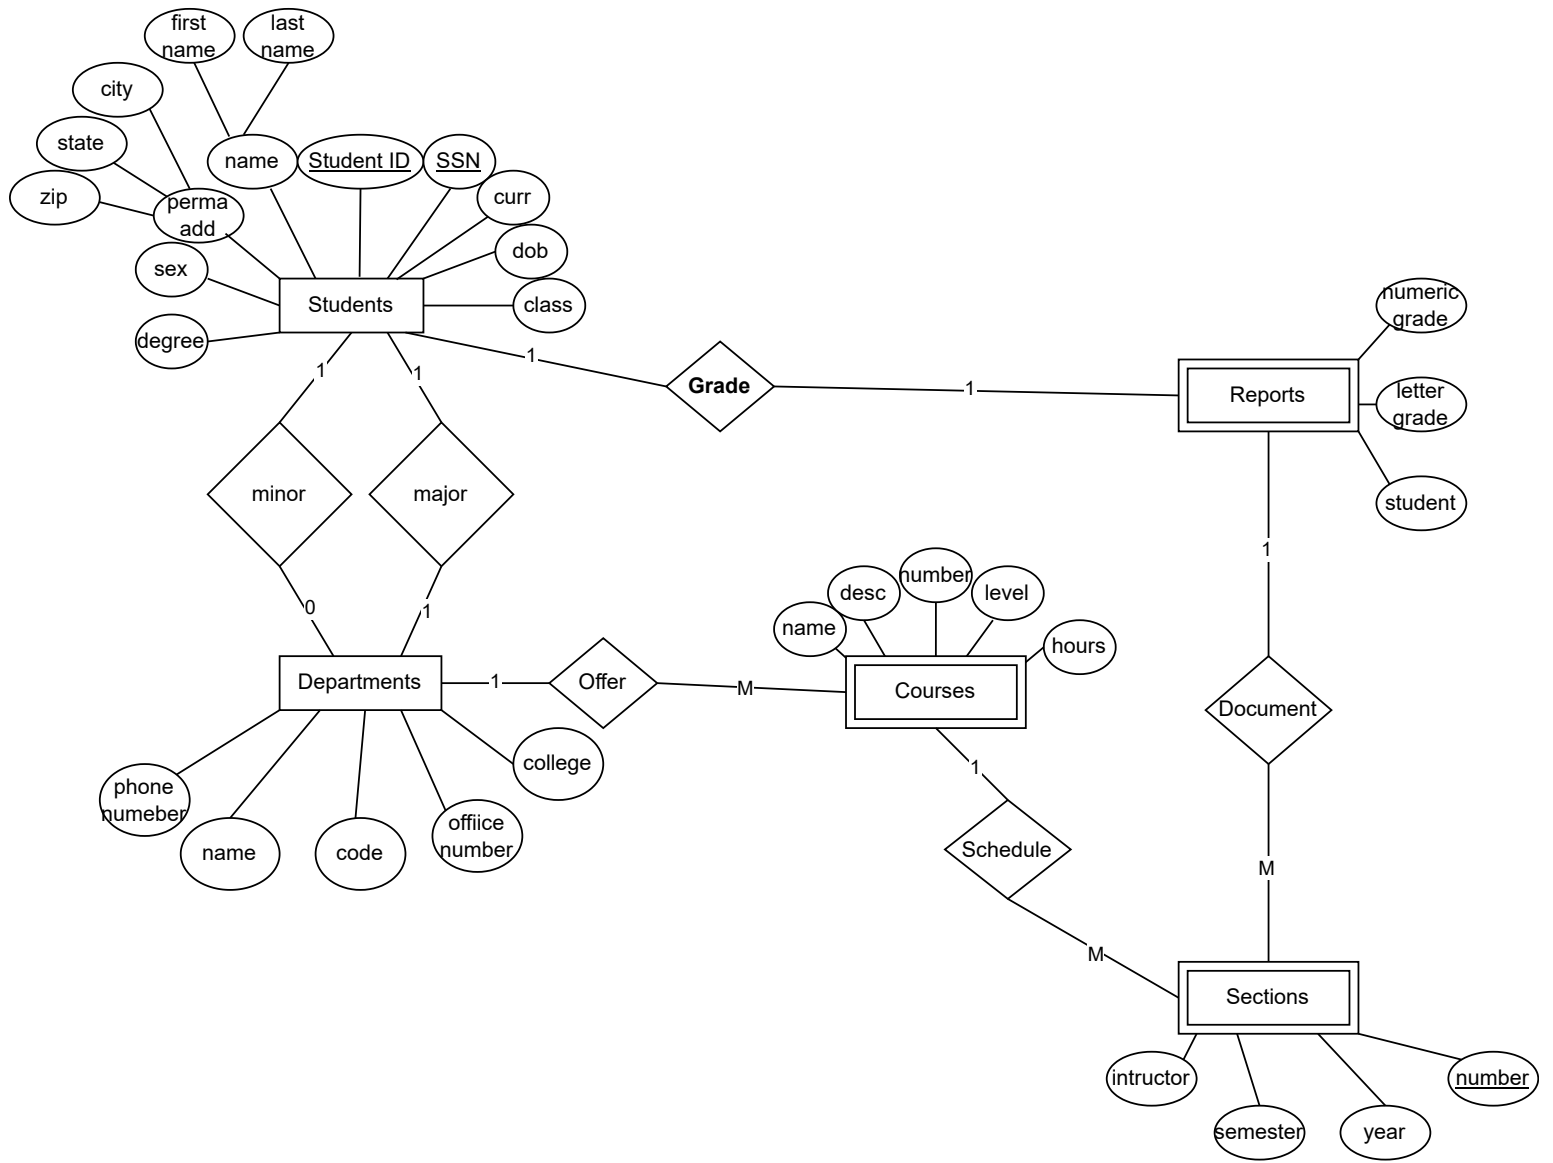 first
name
last
name
city
state
zip
perma
add
name
Student ID
SSN
curr
dob
class
sex
degree
Students
1
1
1
Grade
1
Reports
numeric
grade
letter
grade
student
minor
major
0
1
Departments
1
Offer
M
name
desc
number
level
hours
Courses
1
Document
M
phone
numeber
name
code
offiice
number
college
1
Schedule
M
Sections
intructor
semester
year
number